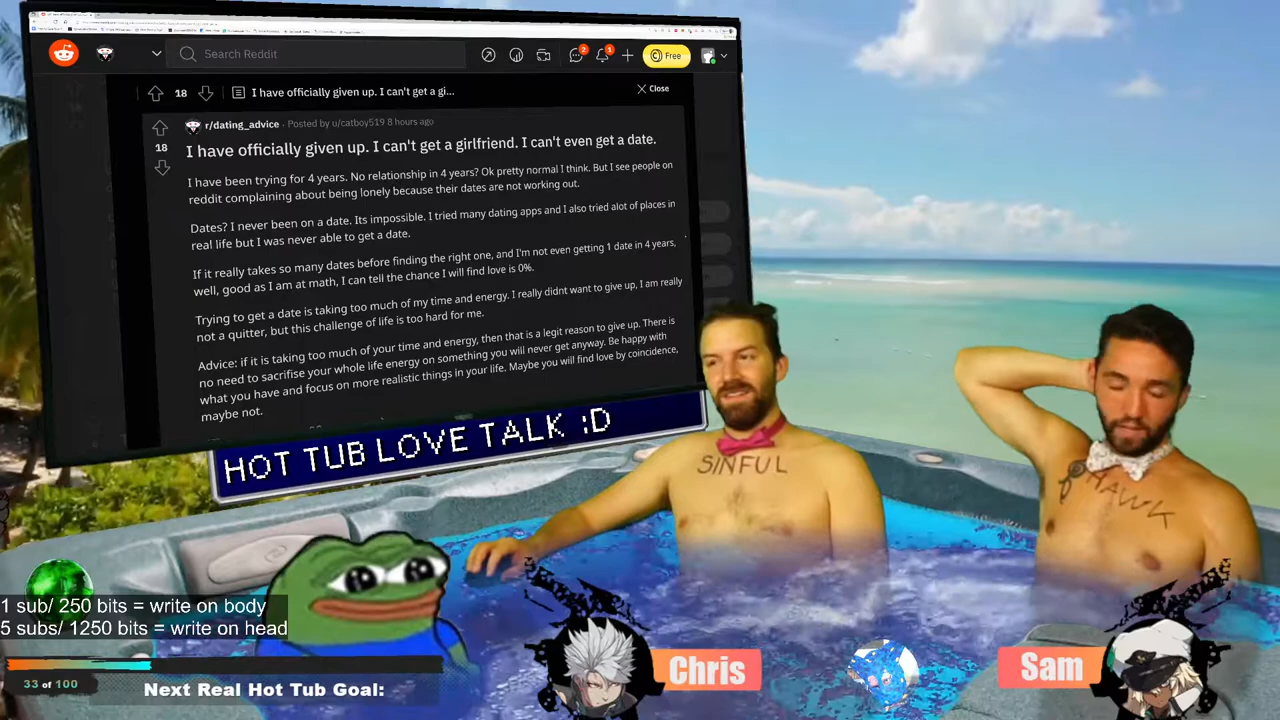 Search Reddit
2
1
Free
18
I have officially given up. I can't get a gi...
Close
r/dating_advice · Posted by u/catboy519 8 hours ago
18
I have officially given up. I can't get a girlfriend. I can't even get a date.
I have been trying for 4 years. No relationship in 4 years? Ok pretty normal I think. But I see people on
reddit complaining about being lonely because their dates are not working out.
Dates? I never been on a date. Its impossible. I tried many dating apps and I also tried alot of places in
real life but I was never able to get a date.
If it really takes so many dates before finding the right one, and I'm not even getting 1 date in 4 years,
well, good as I am at math, I can tell the chance I will find love is 0%.
Trying to get a date is taking too much of my time and energy. I really didnt want to give up, I am really
not a quitter, but this challenge of life is too hard for me.
Advice: if it is taking too much of your time and energy, then that is a legit reason to give up. There is
no need to sacrifise your whole life energy on something you will never get anyway. Be happy with
what you have and focus on more realistic things in your life. Maybe you will find love by coincidence,
maybe not.
HOT TUB LOVE TALK :D
SINFUL
HAWK
1 sub/ 250 bits = write on body
5 subs/ 1250 bits = write on head
33 of 100
Next Real Hot Tub Goal:
Chris
Sam